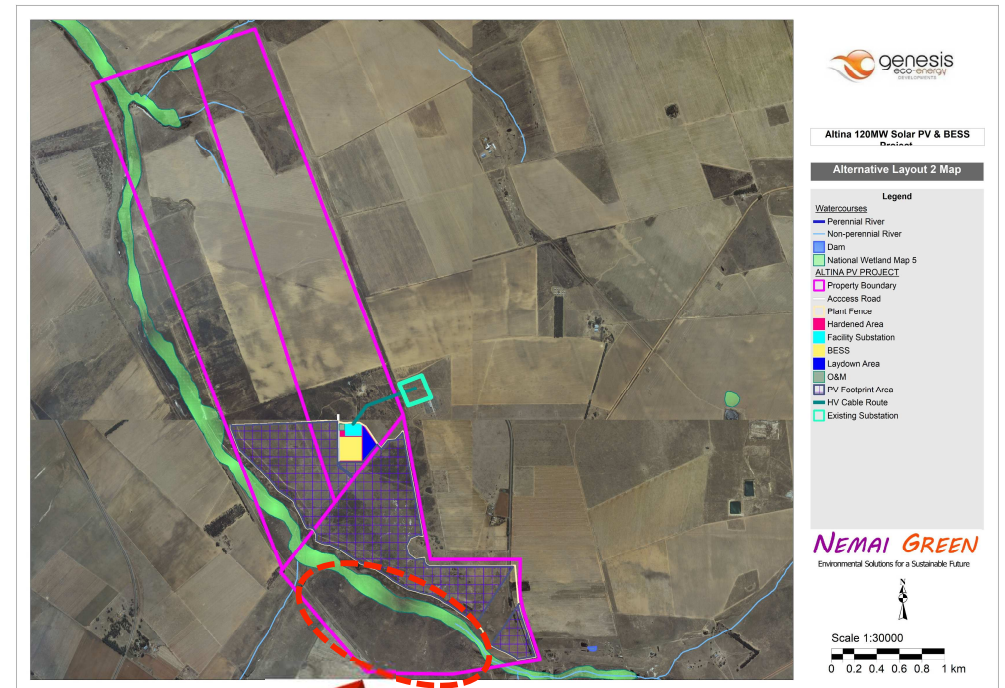 genesis
eco-energy
DEVELOPMENTS
Altina 120MW Solar PV & BESS
Project
Alternative Layout 2 Map
Legend
Watercourses
Perennial River
Non-perennial River
Dam
National Wetland Map 5
ALTINA PV PROJECT
Property Boundary
Acccess Road
Plant Fence
Hardened Area
Facility Substation
BESS
Laydown Area
O&M
PV Footprint Area
HV Cable Route
Existing Substation
NEMAI GREEN
Environmental Solutions for a Sustainable Future
N
Scale 1:30000
0 0.2 0.4 0.6 0.8 1 km